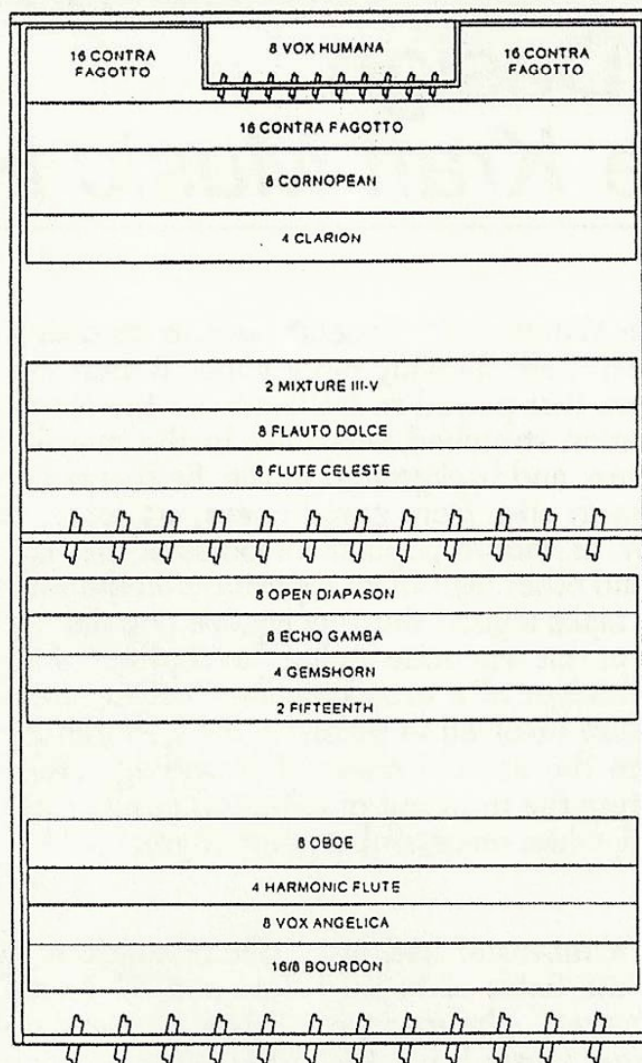 16 CONTRA
FAGOTTO
8 VOX HUMANA
16 CONTRA
FAGOTTO
16 CONTRA FAGOTTO
8 CORNOPEAN
4 CLARION
2 MIXTURE III-V
8 FLAUTO DOLCE
8 FLUTE CELESTE
8 OPEN DIAPASON
8 ECHO GAMBA
4 GEMSHORN
2 FIFTEENTH
8 OBOE
4 HARMONIC FLUTE
8 VOX ANGELICA
16/8 BOURDON